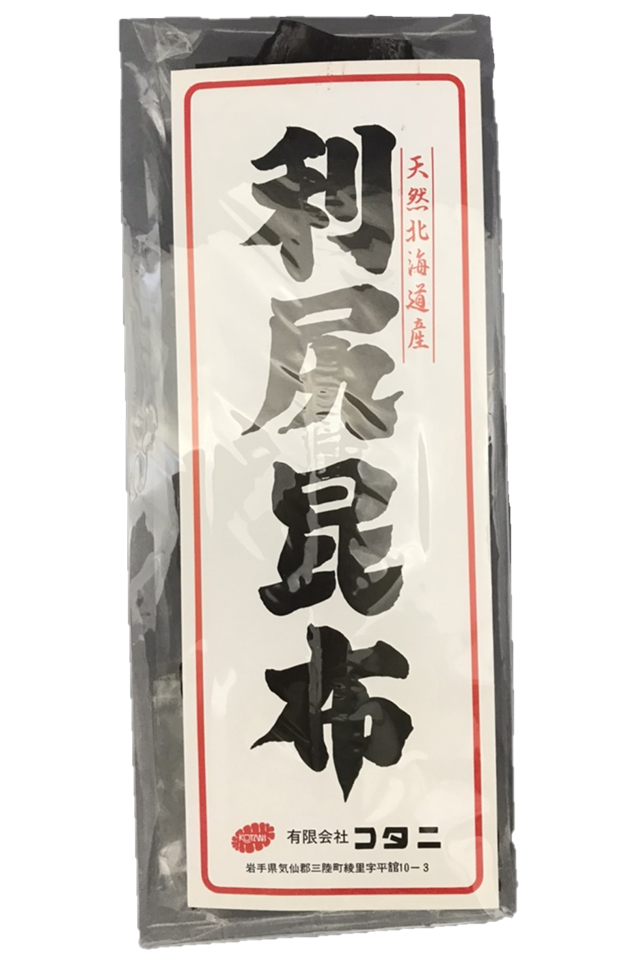 天然北海道産
利尻昆布
KOTANI
有限会社 コタニ
岩手県気仙郡三陸町綾里字平舘10-3